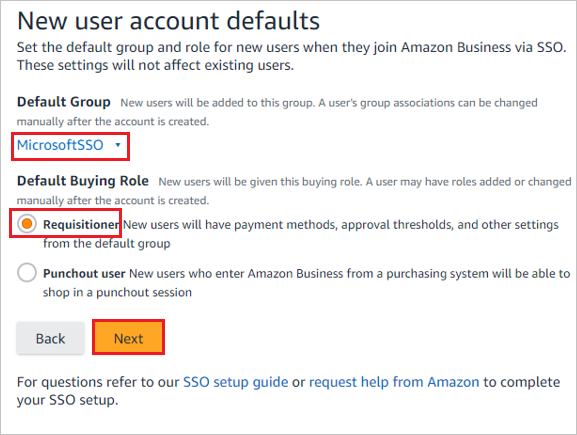 New user account defaults
Set the default group and role for new users when they join Amazon Business via SSO.
These settings will not affect existing users.
Default Group New users will be added to this group. A user's group associations can be changed
manually after the account is created.
MicrosoftSSO
Default Buying Role New users will be given this buying role. A user may have roles added or changed
manually after the account is created.
Requisitioner New users will have payment methods, approval thresholds, and other settings
from the default group
Punchout user New users who enter Amazon Business from a purchasing system will be able to
shop in a punchout session
Back Next
For questions refer to our SSO setup guide or request help from Amazon to complete
your SSO setup.